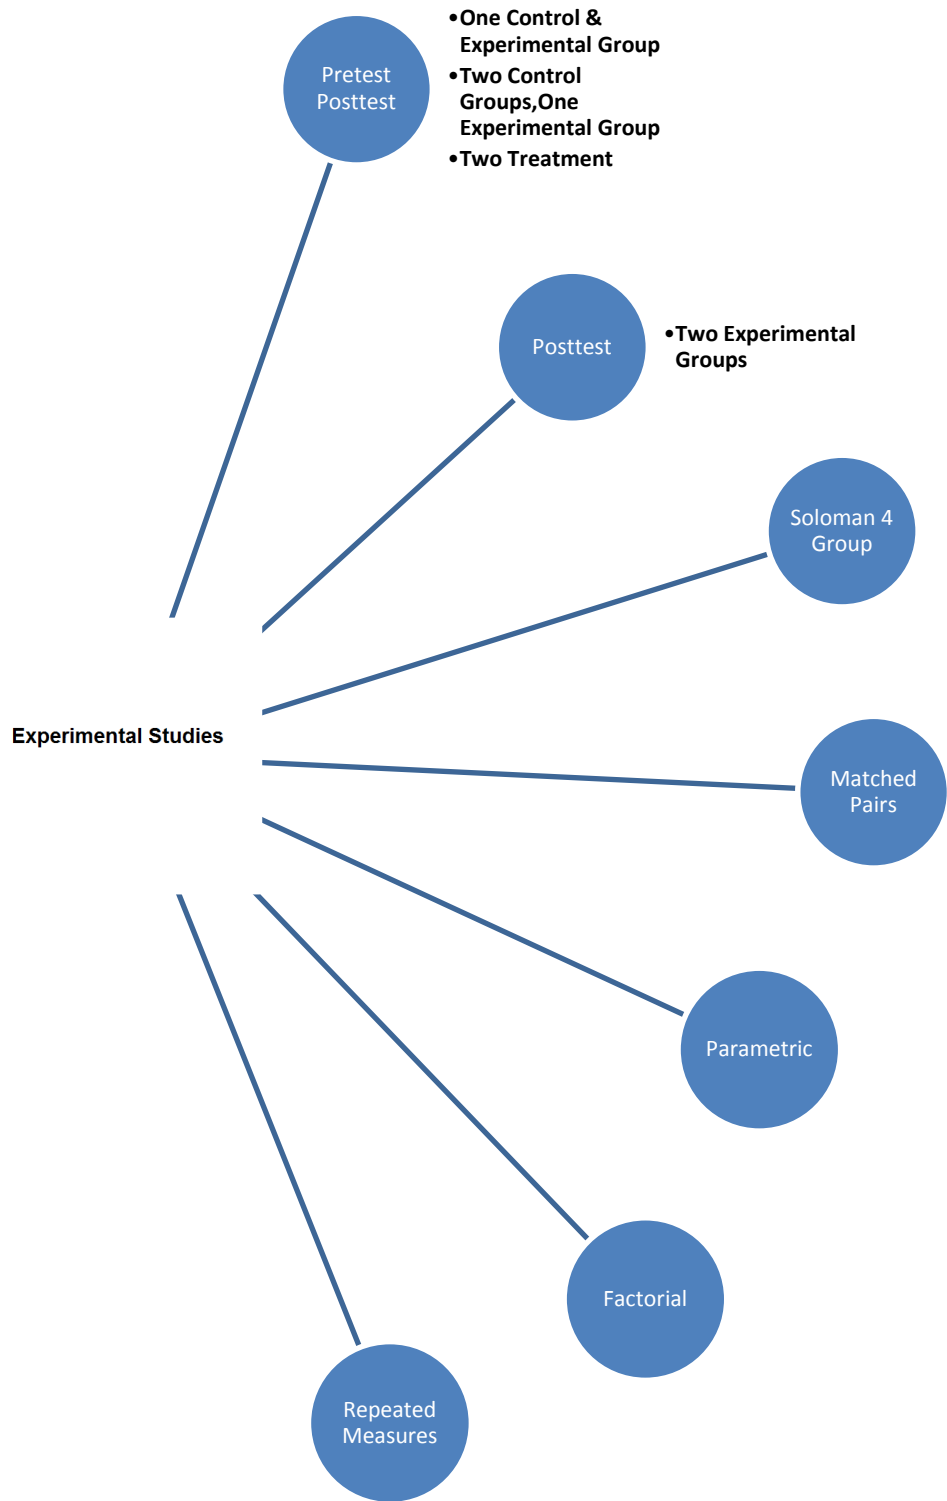 Pretest
Posttest
•One Control &
Experimental Group
•Two Control
Groups,One
Experimental Group
•Two Treatment
Posttest
•Two Experimental
Groups
Soloman 4
Group
Experimental Studies
Matched
Pairs
Parametric
Factorial
Repeated
Measures